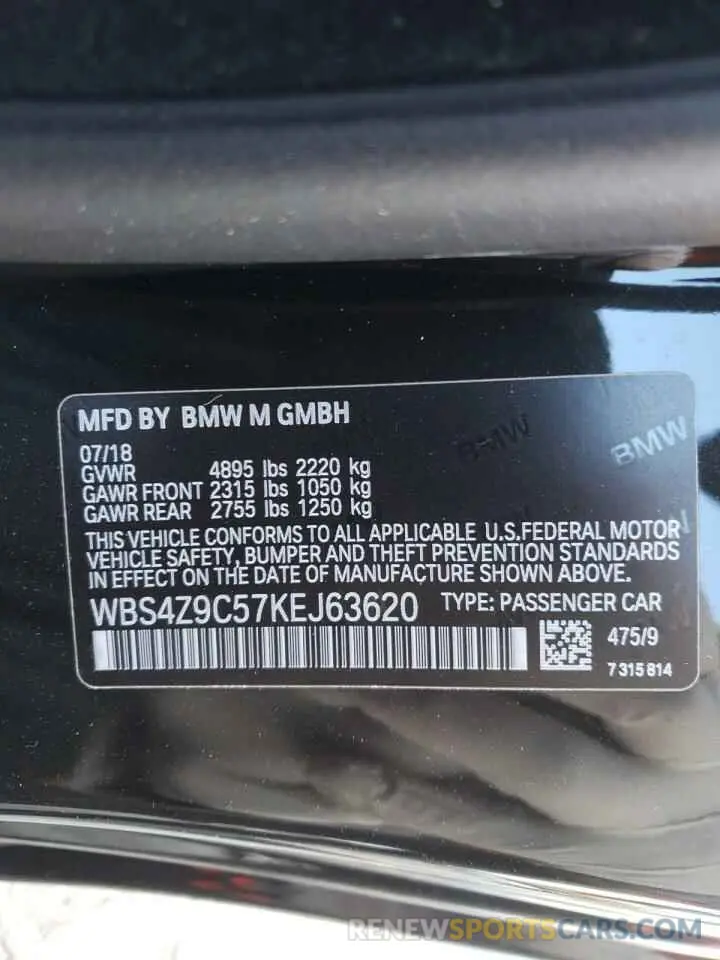 MFD BY BMW M GMBH
07/18
GVWR 4895 lbs 2220 kg
GAWR FRONT 2315 lbs 1050 kg
GAWR REAR 2755 lbs 1250 kg
THIS VEHICLE CONFORMS TO ALL APPLICABLE U.S.FEDERAL MOTOR
VEHICLE SAFETY, BUMPER AND THEFT PREVENTION STANDARDS
IN EFFECT ON THE DATE OF MANUFACTURE SHOWN ABOVE.
WBS4Z9C57KEJ63620 TYPE: PASSENGER CAR
475/9
7315814
BMW
BMW
RENEWSPORTSCARS.COM